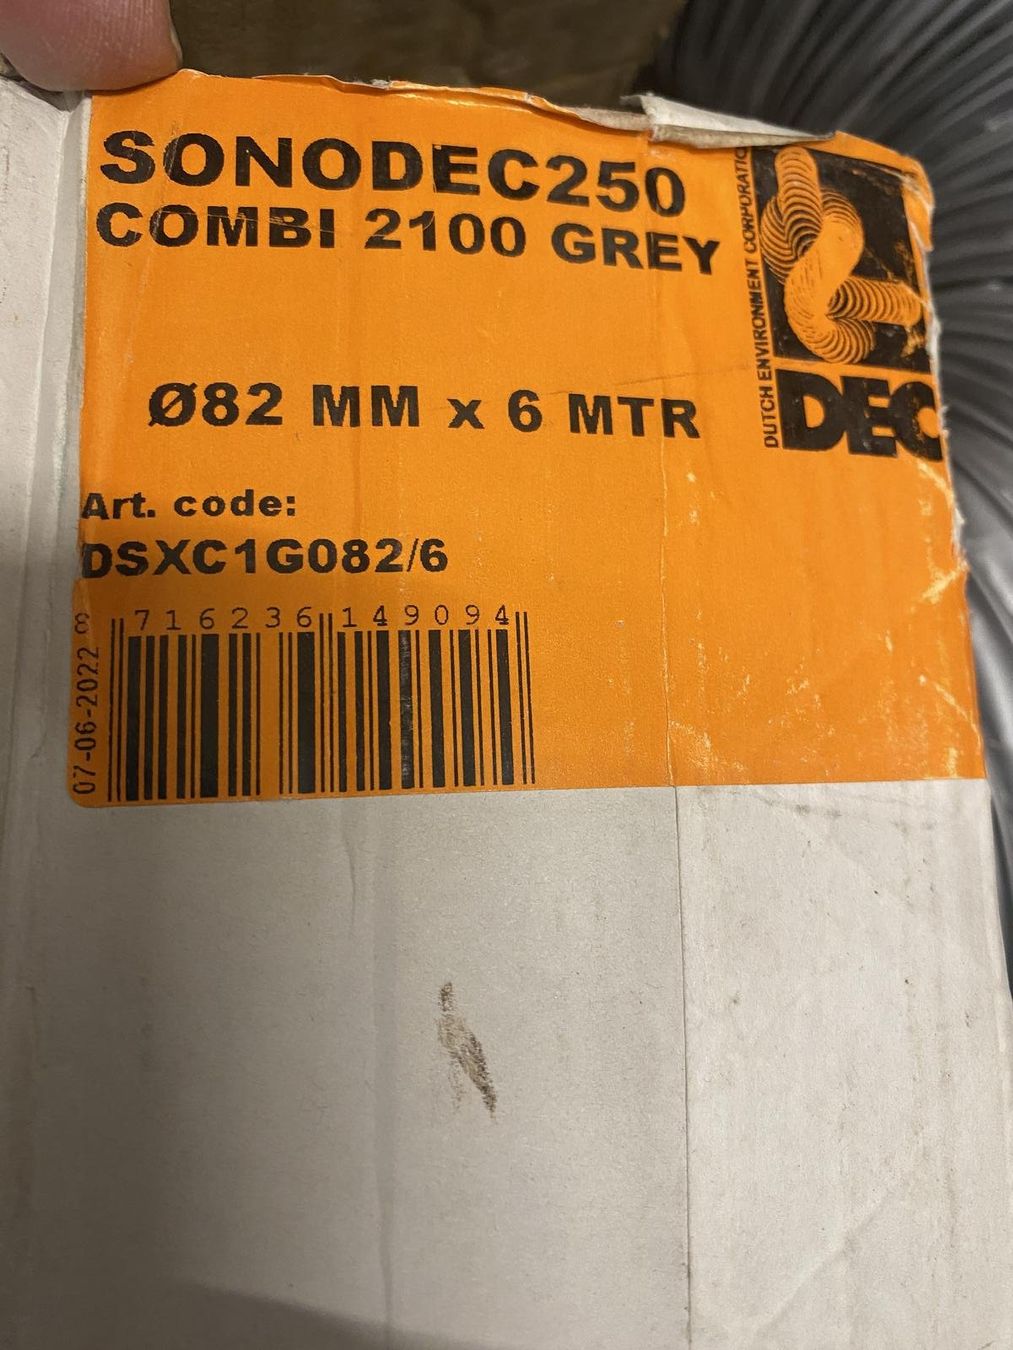 SONODEC250
COMBI 2100 GREY
Ø82 MM x 6 MTR
Art. code:
DSXC1G082/6
8 716236 149094
07-06-2022
DUTCH ENVIRONMENT CORPORATIO
DEC